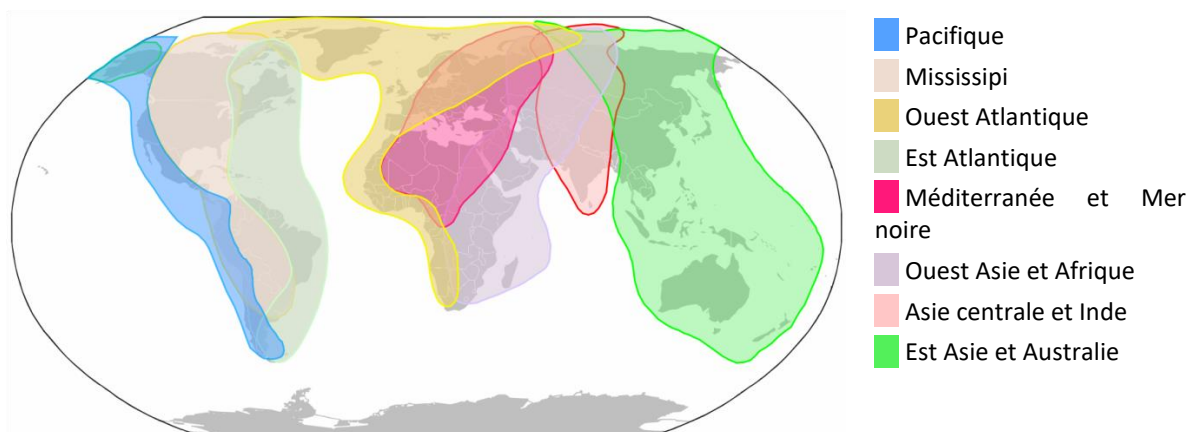 Pacifique
Mississipi
Ouest Atlantique
Est Atlantique
Méditerranée et Mer
noire
Ouest Asie et Afrique
Asie centrale et Inde
Est Asie et Australie